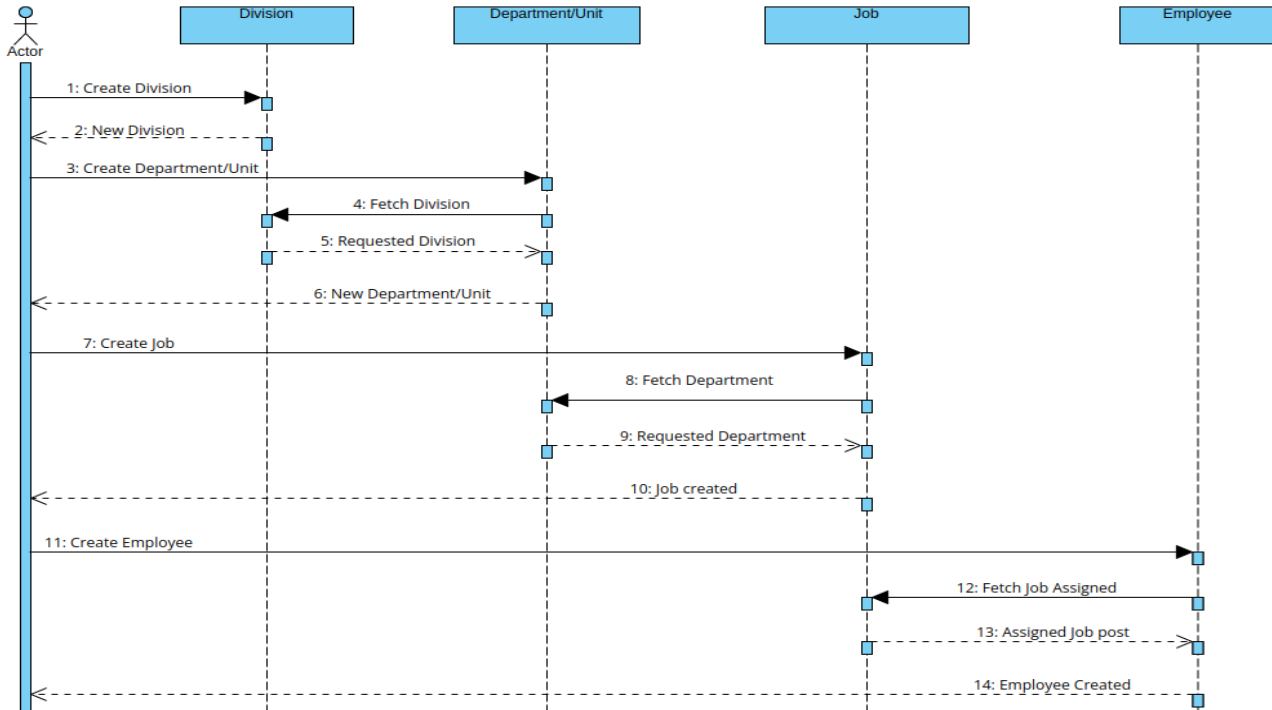 Division
Department/Unit
Job
Employee
Actor
1: Create Division
2: New Division
3: Create Department/Unit
4: Fetch Division
5: Requested Division
6: New Department/Unit
7: Create Job
8: Fetch Department
9: Requested Department
10: Job created
11: Create Employee
12: Fetch Job Assigned
13: Assigned Job post
14: Employee Created